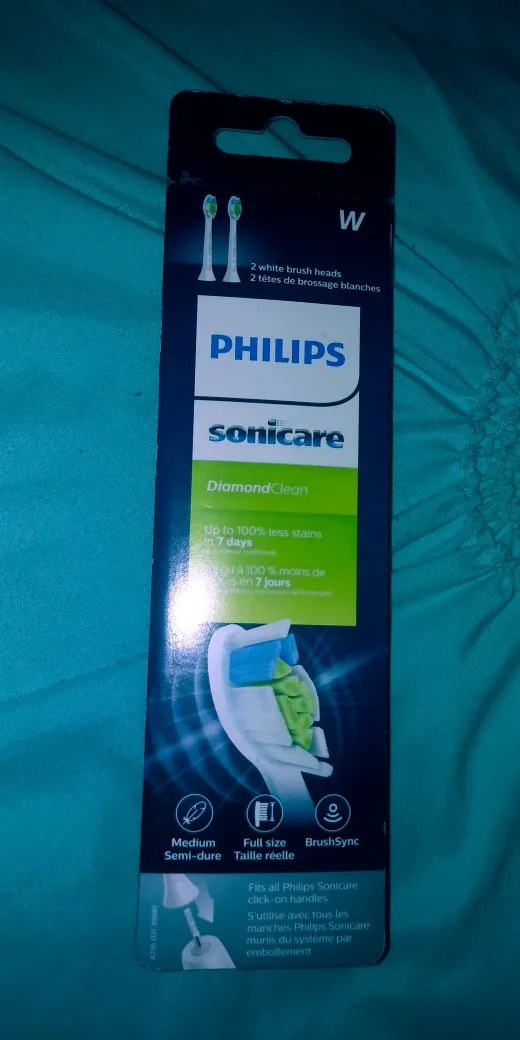 W
2 white brush heads
2 têtes de brossage blanches
PHILIPS
sonicare
DiamondClean
Up to 100% less stains
in 7 days
à 100 % moins de
en 7 jours
Medium
Semi-dure
Full size
Taille réelle
BrushSync
Fits all Philips Sonicare
click-on handles
S'utilise avec tous les
manches Philips Sonicare
munis du système par
emboîtement